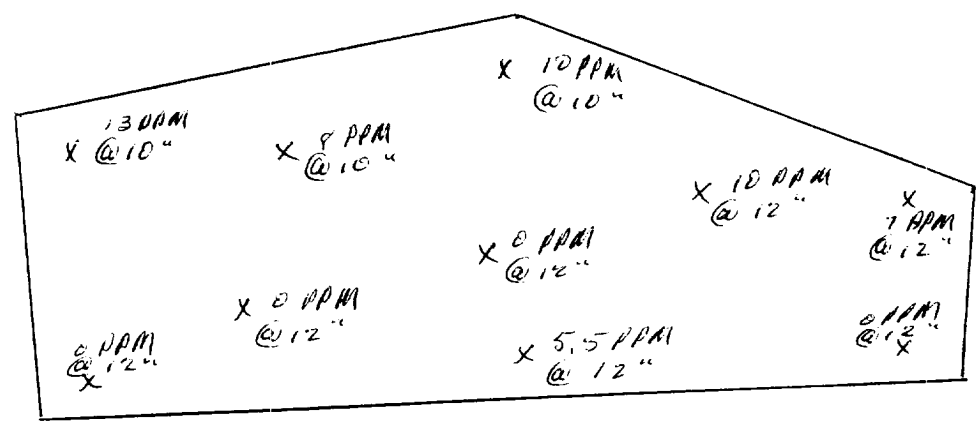 X 10 PPM
@ 10"
13 PPM
X @ 10"
X 8 PPM
@ 10"
X 10 PPM
@ 12"
X
7 PPM
@ 12"
X 0 PPM
@ 12"
X 0 PPM
@ 12"
0 PPM
@ 12"
X
X 5.5 PPM
@ 12"
0 PPM
@ 12"
X